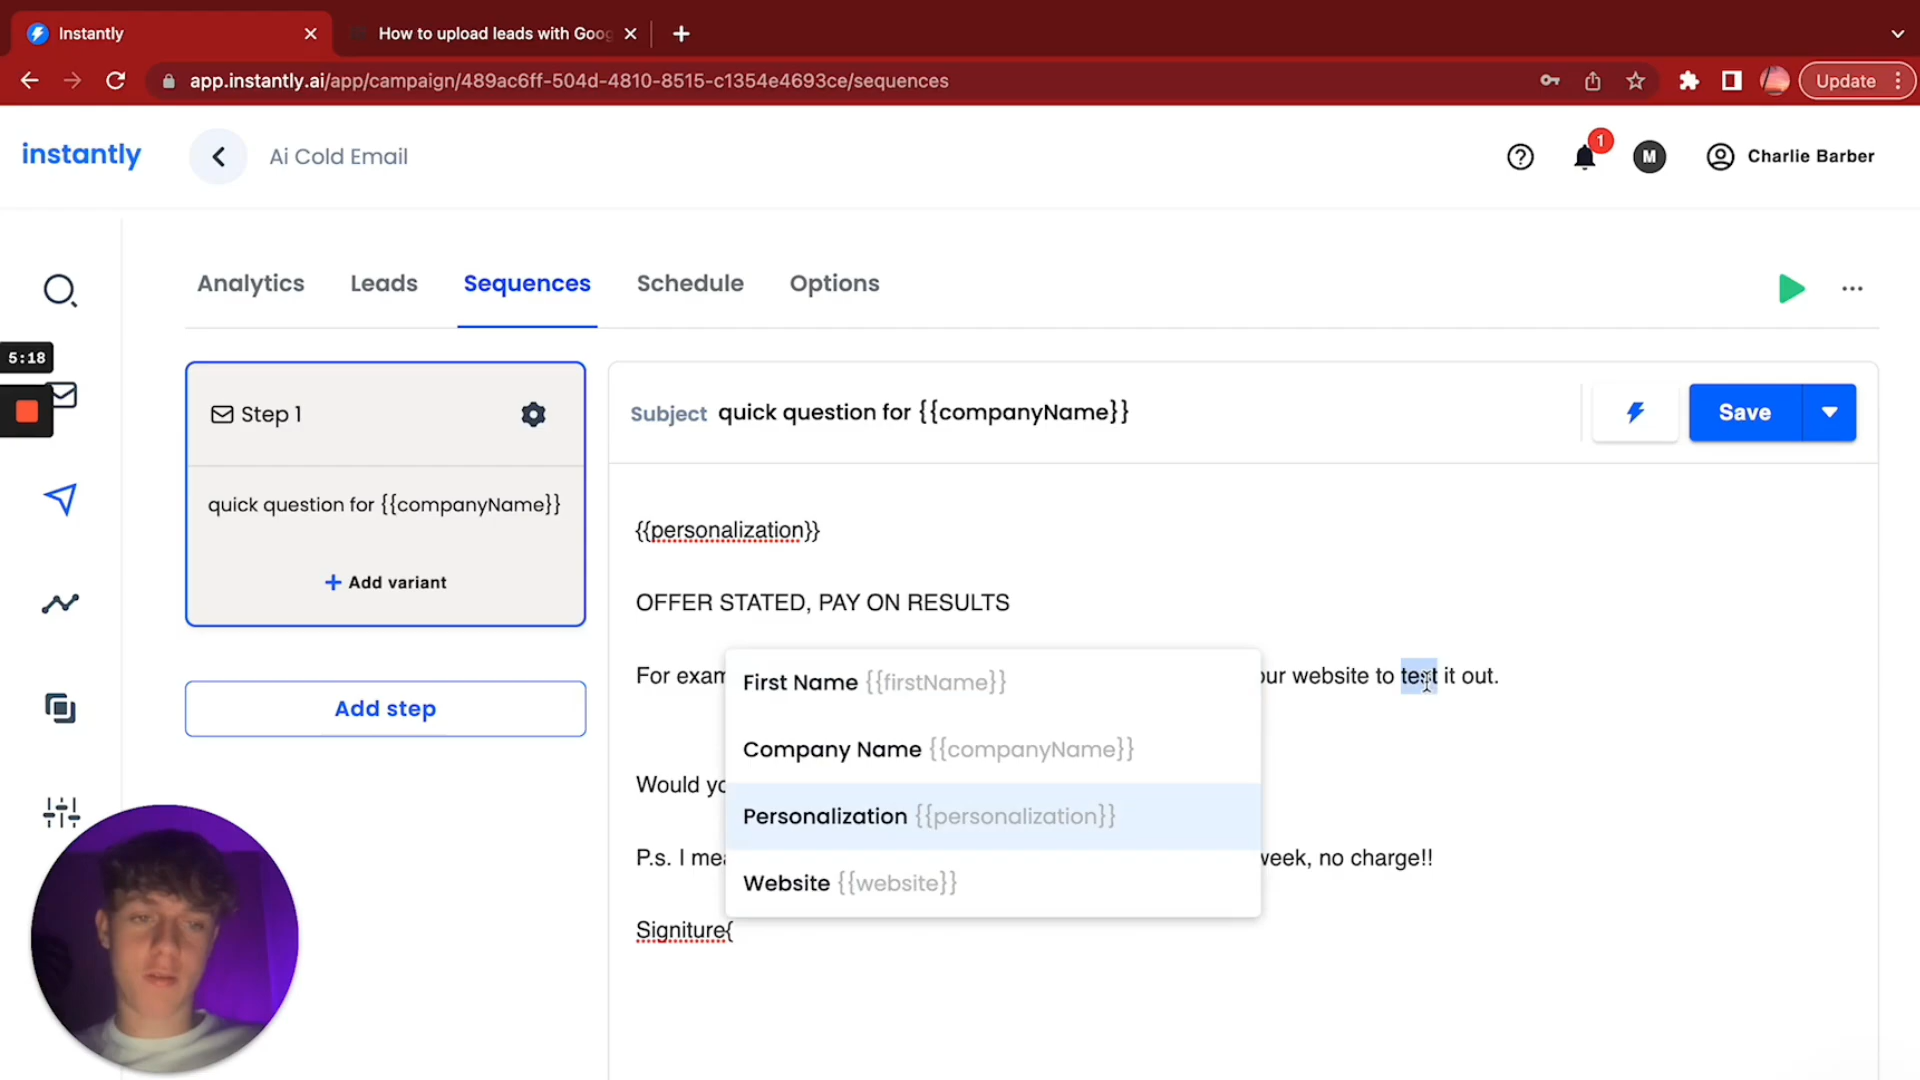 Instantly
How to upload leads with Goog
app.instantly.ai/app/campaign/489ac6ff-504d-4810-8515-c1354e4693ce/sequences
Update
instantly
Ai Cold Email
1
M
Charlie Barber
Analytics
Leads
Sequences
Schedule
Options
5:18
Step 1
quick question for {{companyName}}
Add variant
Add step
Subject quick question for {{companyName}}
Save
{{personalization}}
OFFER STATED, PAY ON RESULTS
For exam
our website to test it out.
First Name {{firstName}}
Company Name {{companyName}}
Would yo
Personalization {{personalization}}
P.s. I mea
week, no charge!!
Website {{website}}
Signiture{